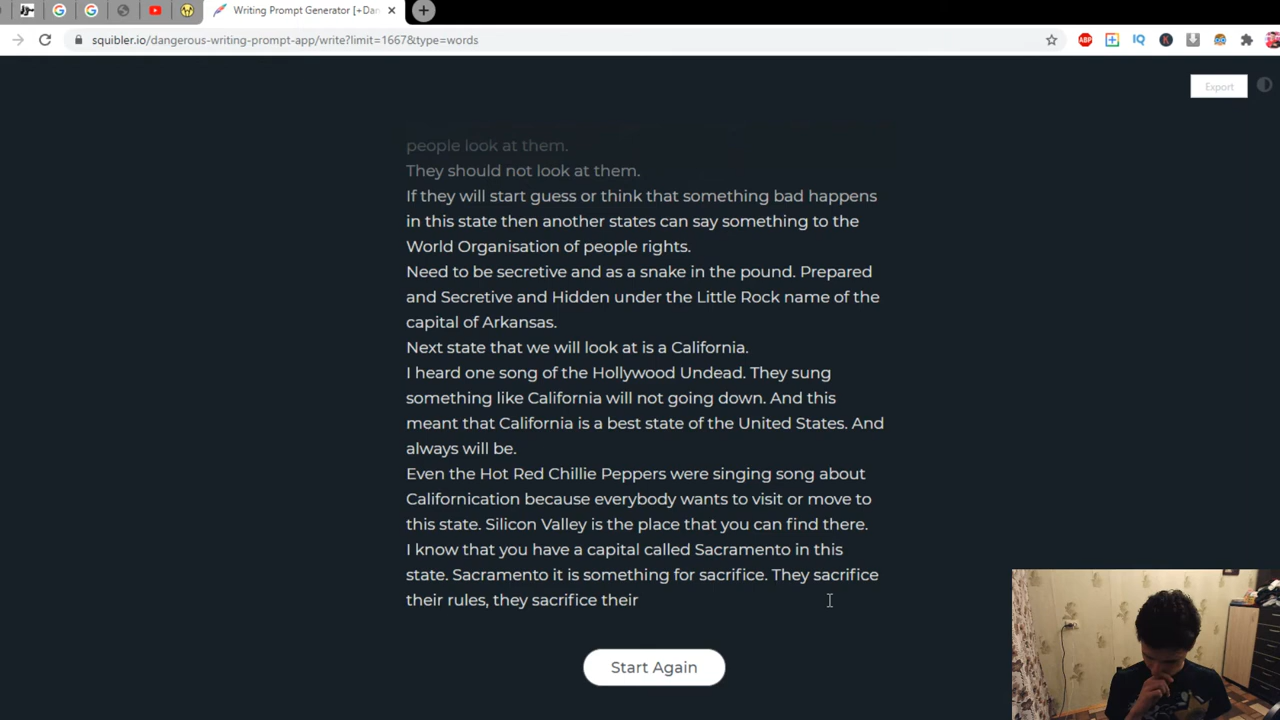 Writing Prompt Generator [+Dan
squibler.io/dangerous-writing-prompt-app/write?limit=1667&type=words
ABP
IQ
K
Export
people look at them.
They should not look at them.
If they will start guess or think that something bad happens
in this state then another states can say something to the
World Organisation of people rights.
Need to be secretive and as a snake in the pound. Prepared
and Secretive and Hidden under the Little Rock name of the
capital of Arkansas.
Next state that we will look at is a California.
I heard one song of the Hollywood Undead. They sung
something like California will not going down. And this
meant that California is a best state of the United States. And
always will be.
Even the Hot Red Chillie Peppers were singing song about
Californication because everybody wants to visit or move to
this state. Silicon Valley is the place that you can find there.
I know that you have a capital called Sacramento in this
state. Sacramento it is something for sacrifice. They sacrifice
their rules, they sacrifice their
Start Again